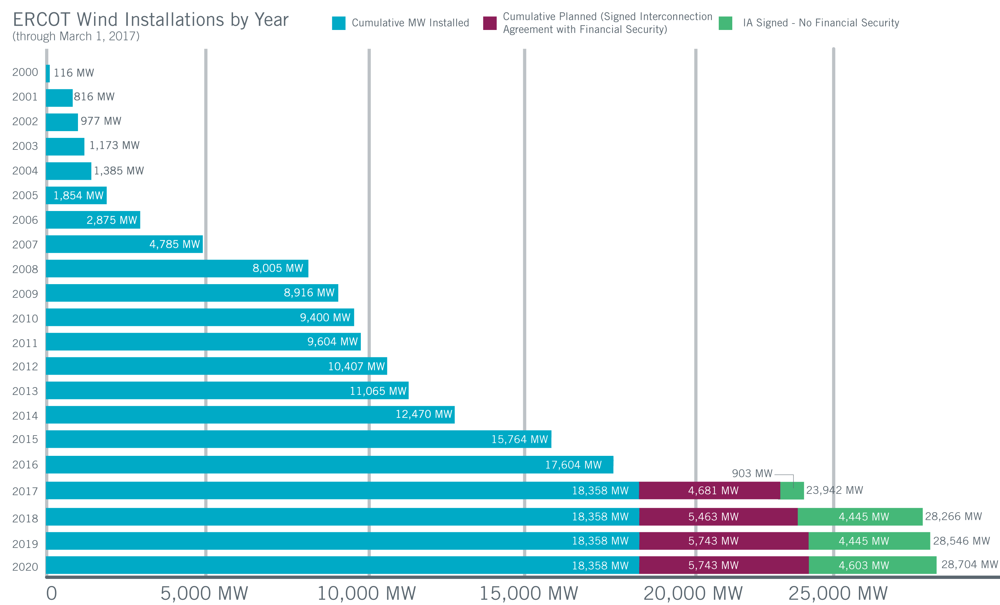 ERCOT Wind Installations by Year
(through March 1, 2017)
Cumulative MW Installed
Cumulative Planned (Signed Interconnection
Agreement with Financial Security)
IA Signed - No Financial Security
2000 116 MW
2001 816 MW
2002 977 MW
2003 1,173 MW
2004 1,385 MW
2005 1,854 MW
2006 2,875 MW
2007 4,785 MW
2008 8,005 MW
2009 8,916 MW
2010 9,400 MW
2011 9,604 MW
2012 10,407 MW
2013 11,065 MW
2014 12,470 MW
2015 15,764 MW
2016 17,604 MW
903 MW
2017 18,358 MW 4,681 MW 23,942 MW
2018 18,358 MW 5,463 MW 4,445 MW 28,266 MW
2019 18,358 MW 5,743 MW 4,445 MW 28,546 MW
2020 18,358 MW 5,743 MW 4,603 MW 28,704 MW
0 5,000 MW 10,000 MW 15,000 MW 20,000 MW 25,000 MW